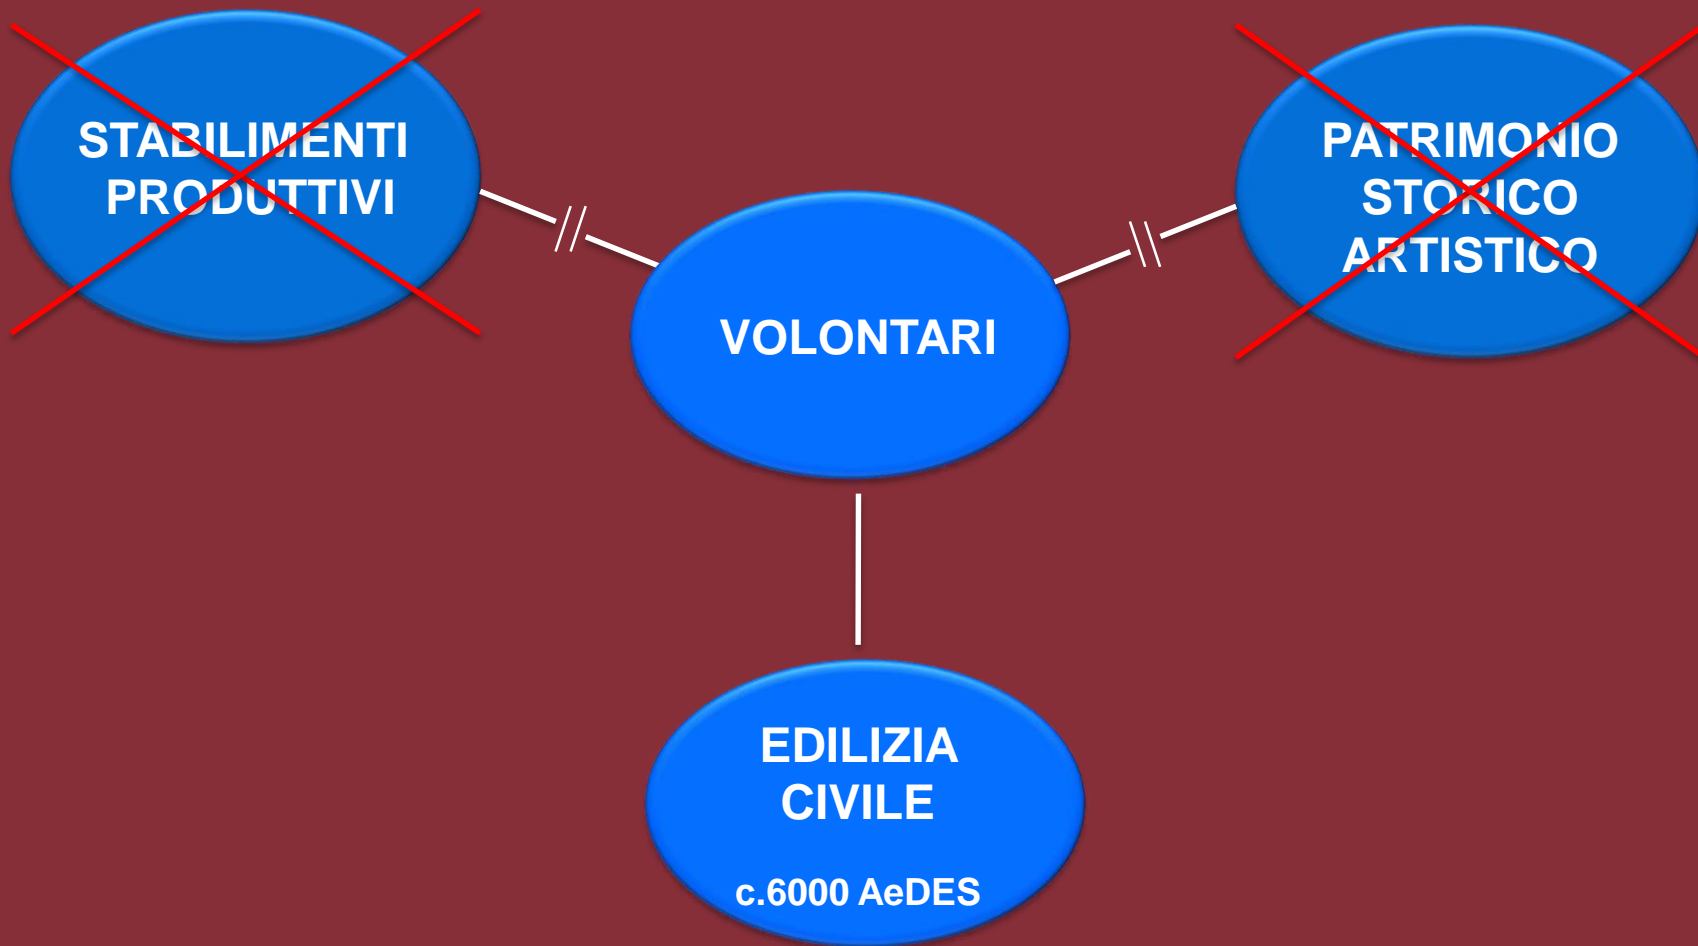 STABILIMENTI
PRODUTTIVI
PATRIMONIO
STORICO
ARTISTICO
VOLONTARI
EDILIZIA
CIVILE
c.6000 AeDES